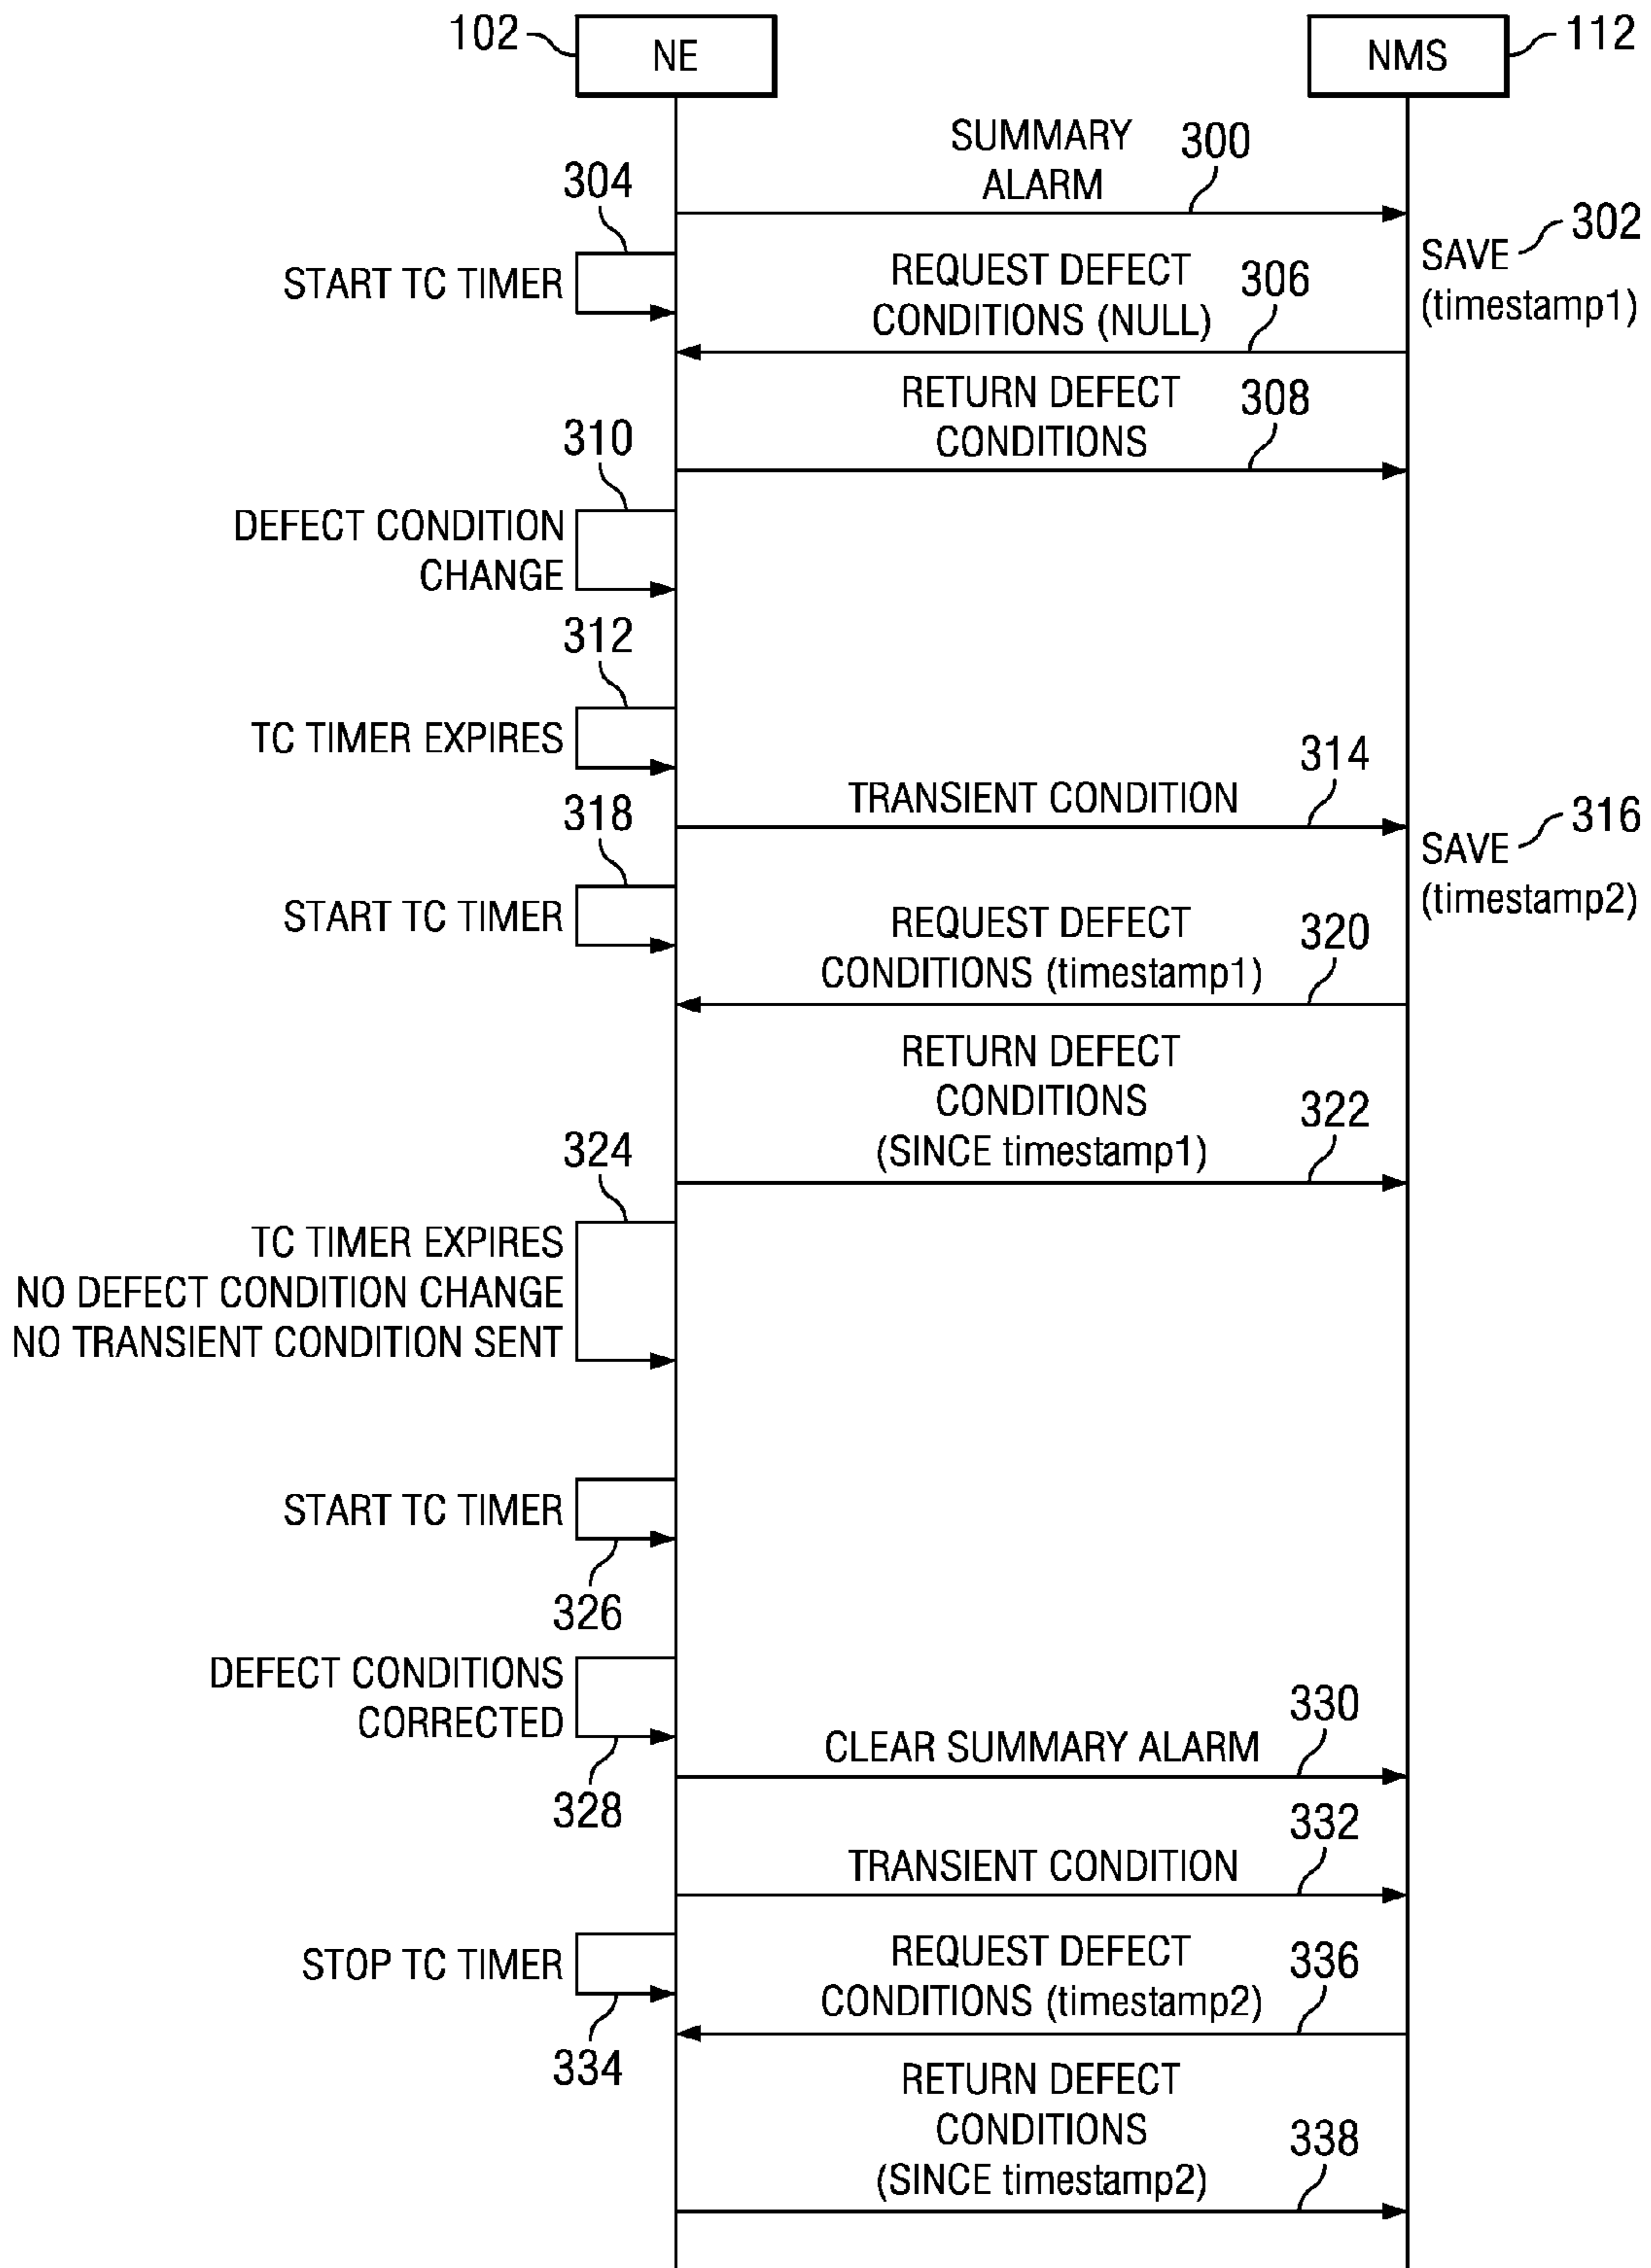 102
NE
NMS
112
SUMMARY
ALARM
300
304
SAVE
(timestamp1)
302
START TC TIMER
REQUEST DEFECT
CONDITIONS (NULL)
306
RETURN DEFECT
CONDITIONS
308
310
DEFECT CONDITION
CHANGE
312
TC TIMER EXPIRES
TRANSIENT CONDITION
314
318
SAVE
(timestamp2)
316
START TC TIMER
REQUEST DEFECT
CONDITIONS (timestamp1)
320
RETURN DEFECT
CONDITIONS
(SINCE timestamp1)
322
324
TC TIMER EXPIRES
NO DEFECT CONDITION CHANGE
NO TRANSIENT CONDITION SENT
START TC TIMER
326
DEFECT CONDITIONS
CORRECTED
328
CLEAR SUMMARY ALARM
330
TRANSIENT CONDITION
332
STOP TC TIMER
334
REQUEST DEFECT
CONDITIONS (timestamp2)
336
RETURN DEFECT
CONDITIONS
(SINCE timestamp2)
338